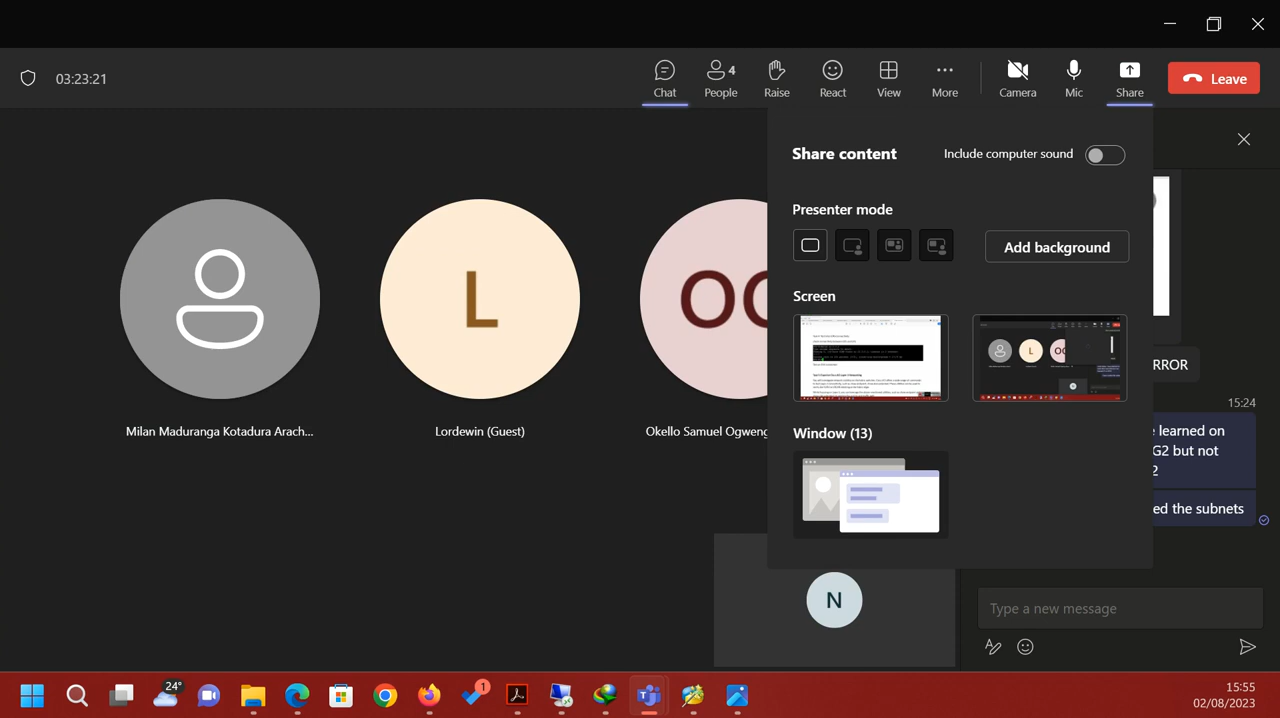 03:23:21
Chat
4
People
Raise
React
View
More
Camera
Mic
Share
Leave
Share content
Include computer sound
Presenter mode
Add background
Screen
Window (13)
L
OC
Milan Maduranga Kotadura Arach...
Lordewin (Guest)
Okello Samuel Ogweng
N
RROR
15:24
learned on
G2 but not
2
ed the subnets
Type a new message
24°
1
15:55
02/08/2023